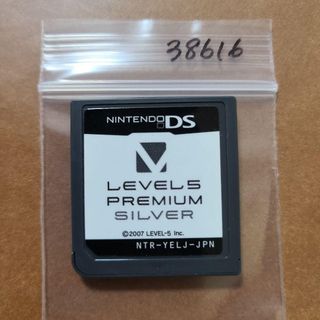 38616
NINTENDO DS
LEVEL5
PREMIUM
SILVER
©2007 LEVEL-5 Inc.
NTR-YELJ-JPN